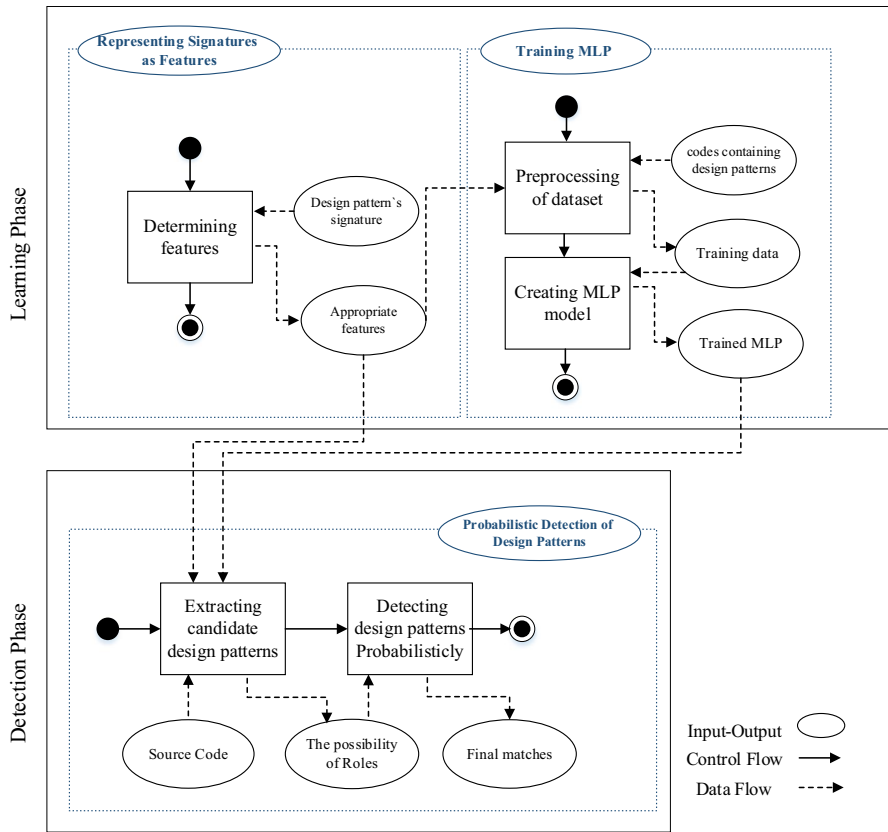 Learning Phase
Representing Signatures
as Features
Determining
features
Design pattern`s
signature
Appropriate
features
Training MLP
Preprocessing
of dataset
codes containing
design patterns
Training data
Creating MLP
model
Trained MLP
Detection Phase
Probabilistic Detection of
Design Patterns
Extracting
candidate
design patterns
Detecting
design patterns
Probabilisticly
Source Code
The possibility
of Roles
Final matches
Input-Output
Control Flow
Data Flow